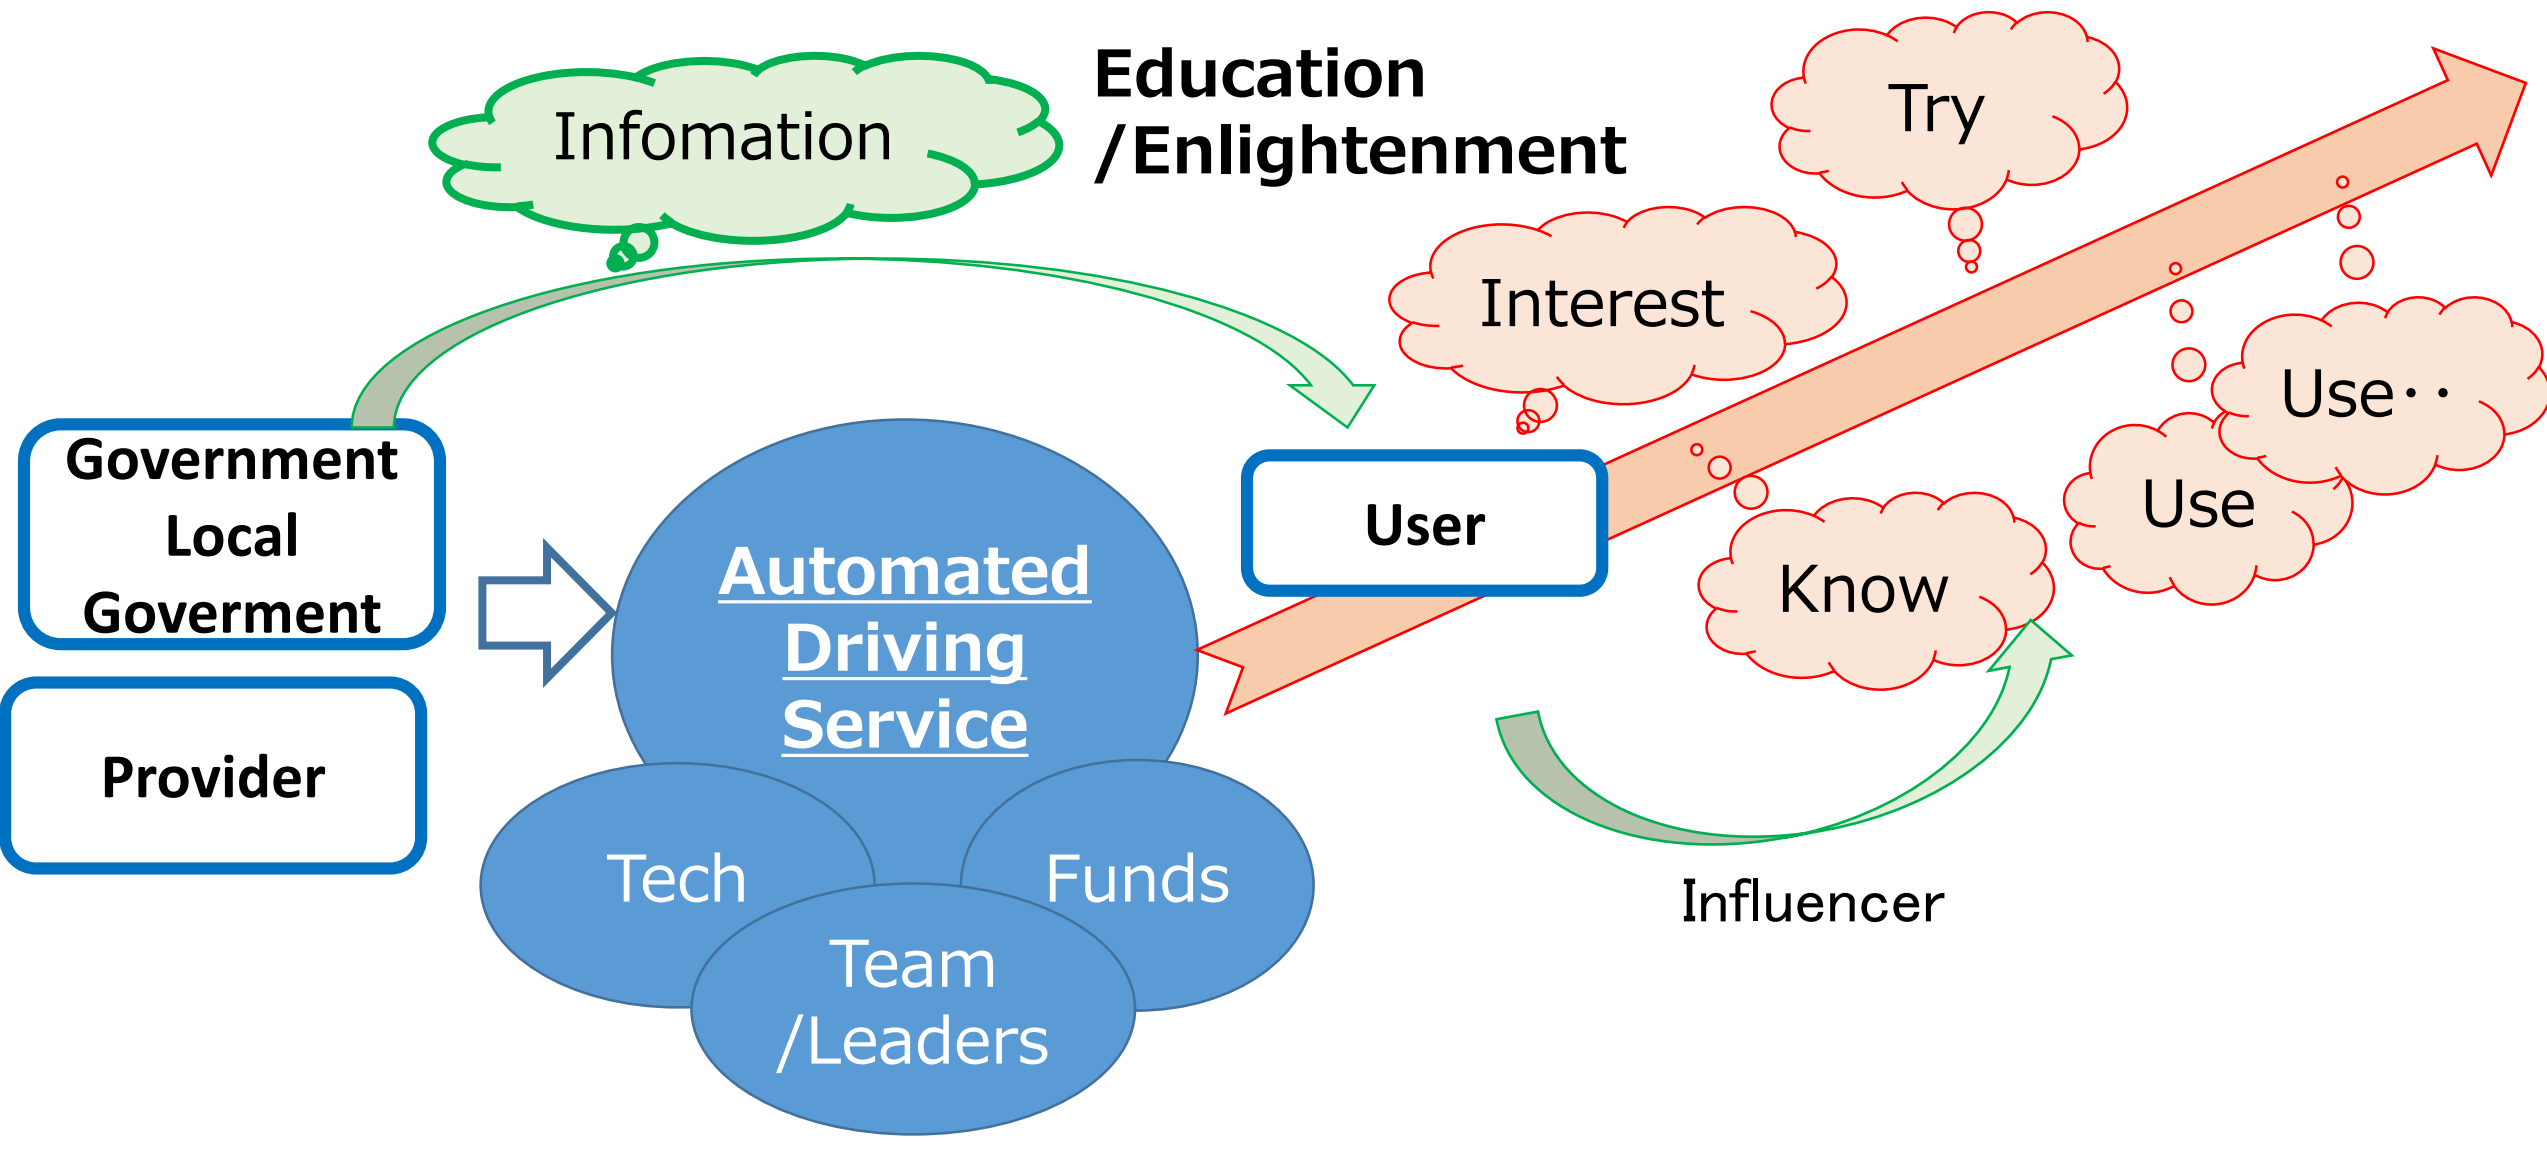 Infomation
Education
/Enlightenment
Try
Interest
Use・・
Use
Know
Government
Local
Goverment
Provider
User
Automated
Driving
Service
Tech
Funds
Team
/Leaders
Influencer